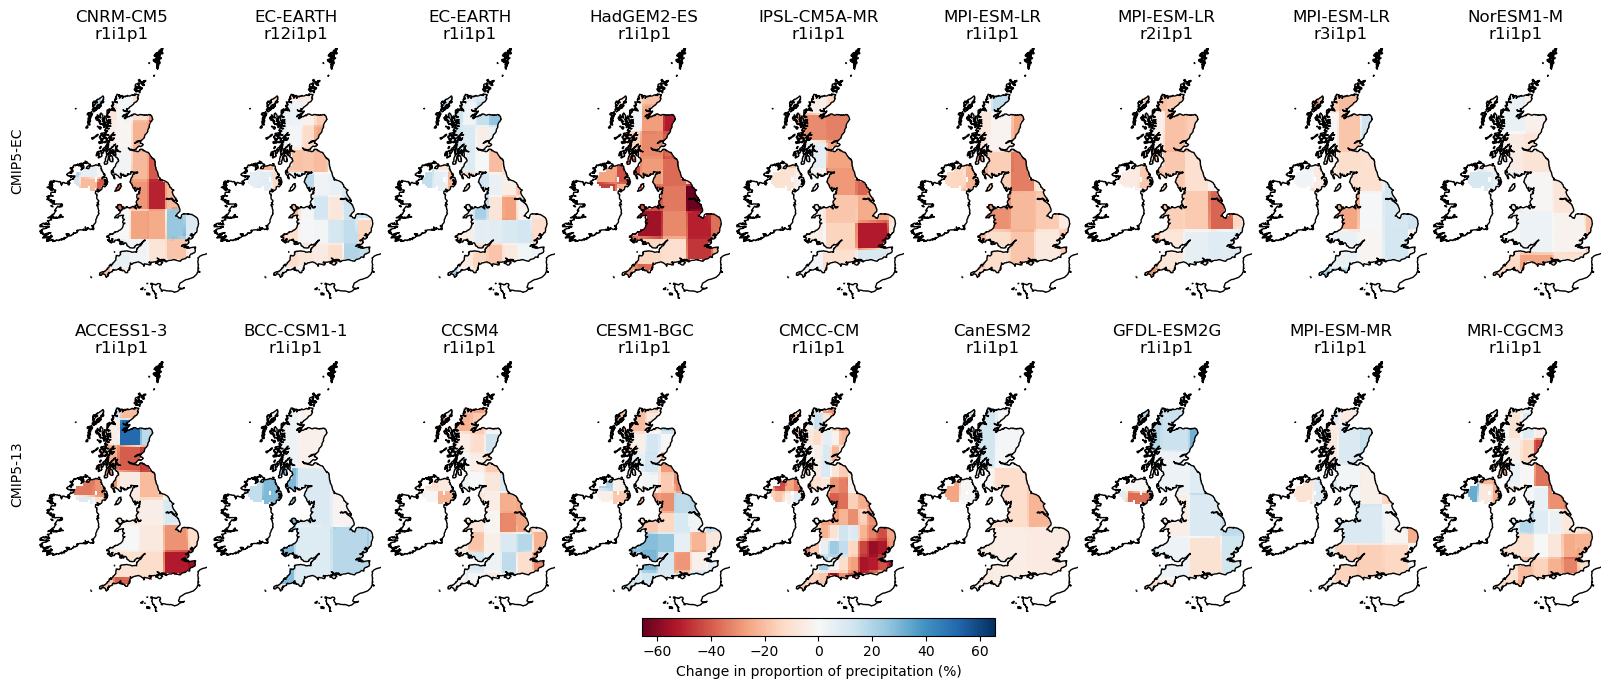 CNRM-CM5 EC-EARTH EC-EARTH HadGEM2-ES IPSL-CM5A-MR MPI-ESM-LR MPI-ESM-LR MPI-ESM-LR NorESM1-M
r1i1p1 r12i1p1 r1i1p1 r1i1p1 r1i1p1 r1i1p1 r2i1p1 r3i1p1 r1i1p1
CMIP5-EC
ACCESS1-3 BCC-CSM1-1 CCSM4 CESM1-BGC CMCC-CM CanESM2 GFDL-ESM2G MPI-ESM-MR MRI-CGCM3
r1i1p1 r1i1p1 r1i1p1 r1i1p1 r1i1p1 r1i1p1 r1i1p1 r1i1p1 r1i1p1
CMIP5-13
−60 −40 −20 0 20 40 60
Change in proportion of precipitation (%)